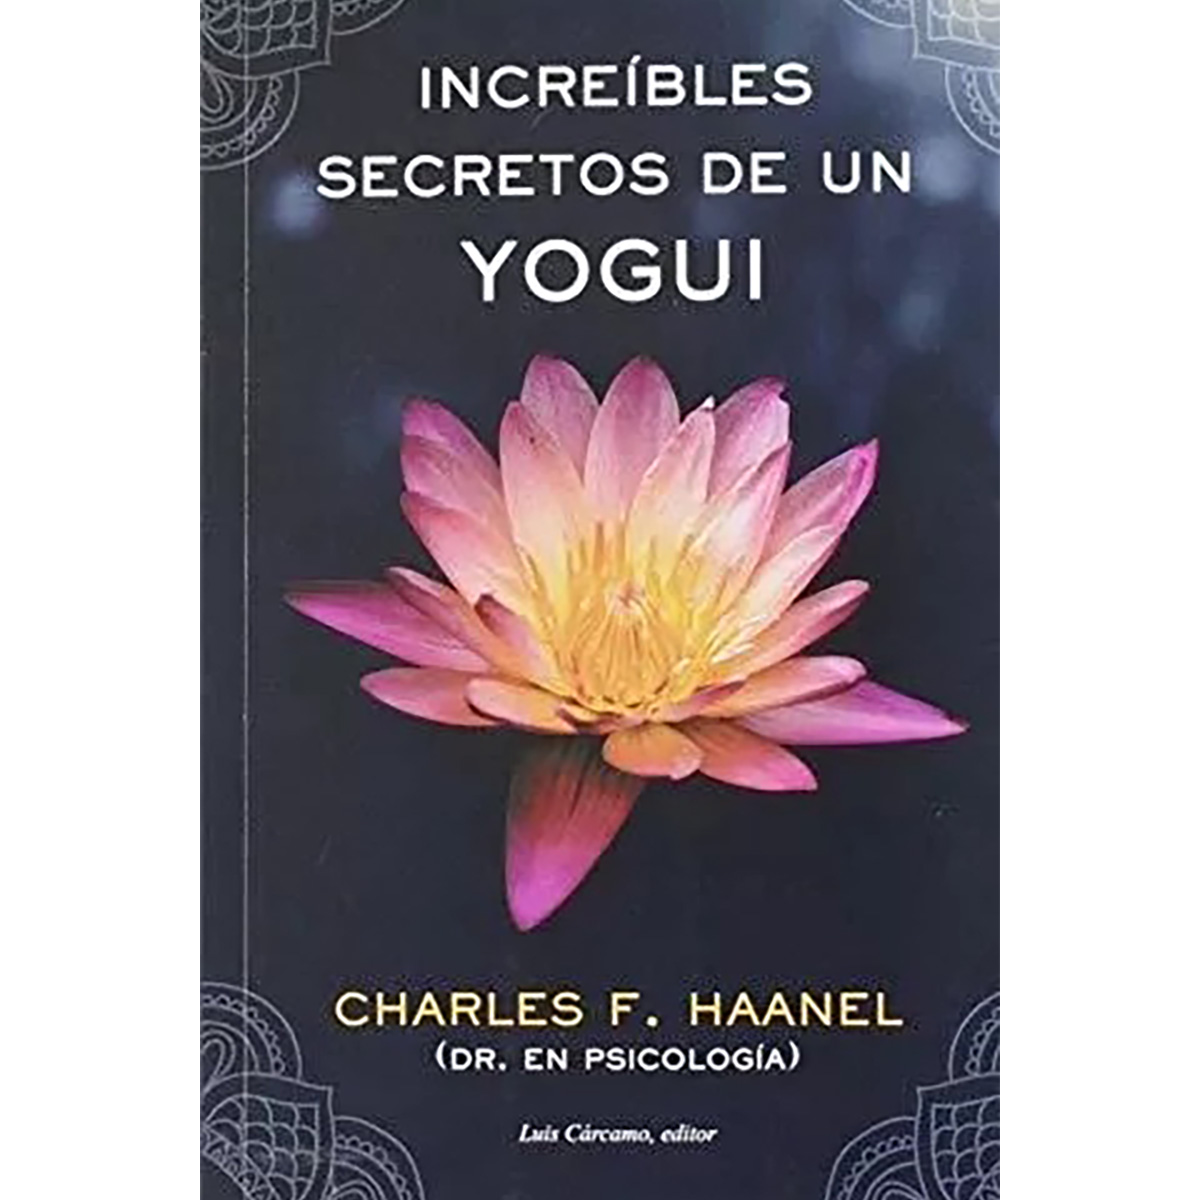 INCREÍBLES
SECRETOS DE UN
YOGUI
CHARLES F. HAANEL
(DR. EN PSICOLOGÍA)
Luis Cárcamo, editor